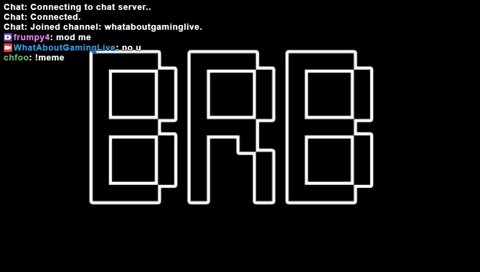 Chat: Connecting to chat server..
Chat: Connected.
Chat: Joined channel: whataboutgaminglive.
frumpy4: mod me
WhatAboutGamingLive: no u
chfoo: !meme
BRB